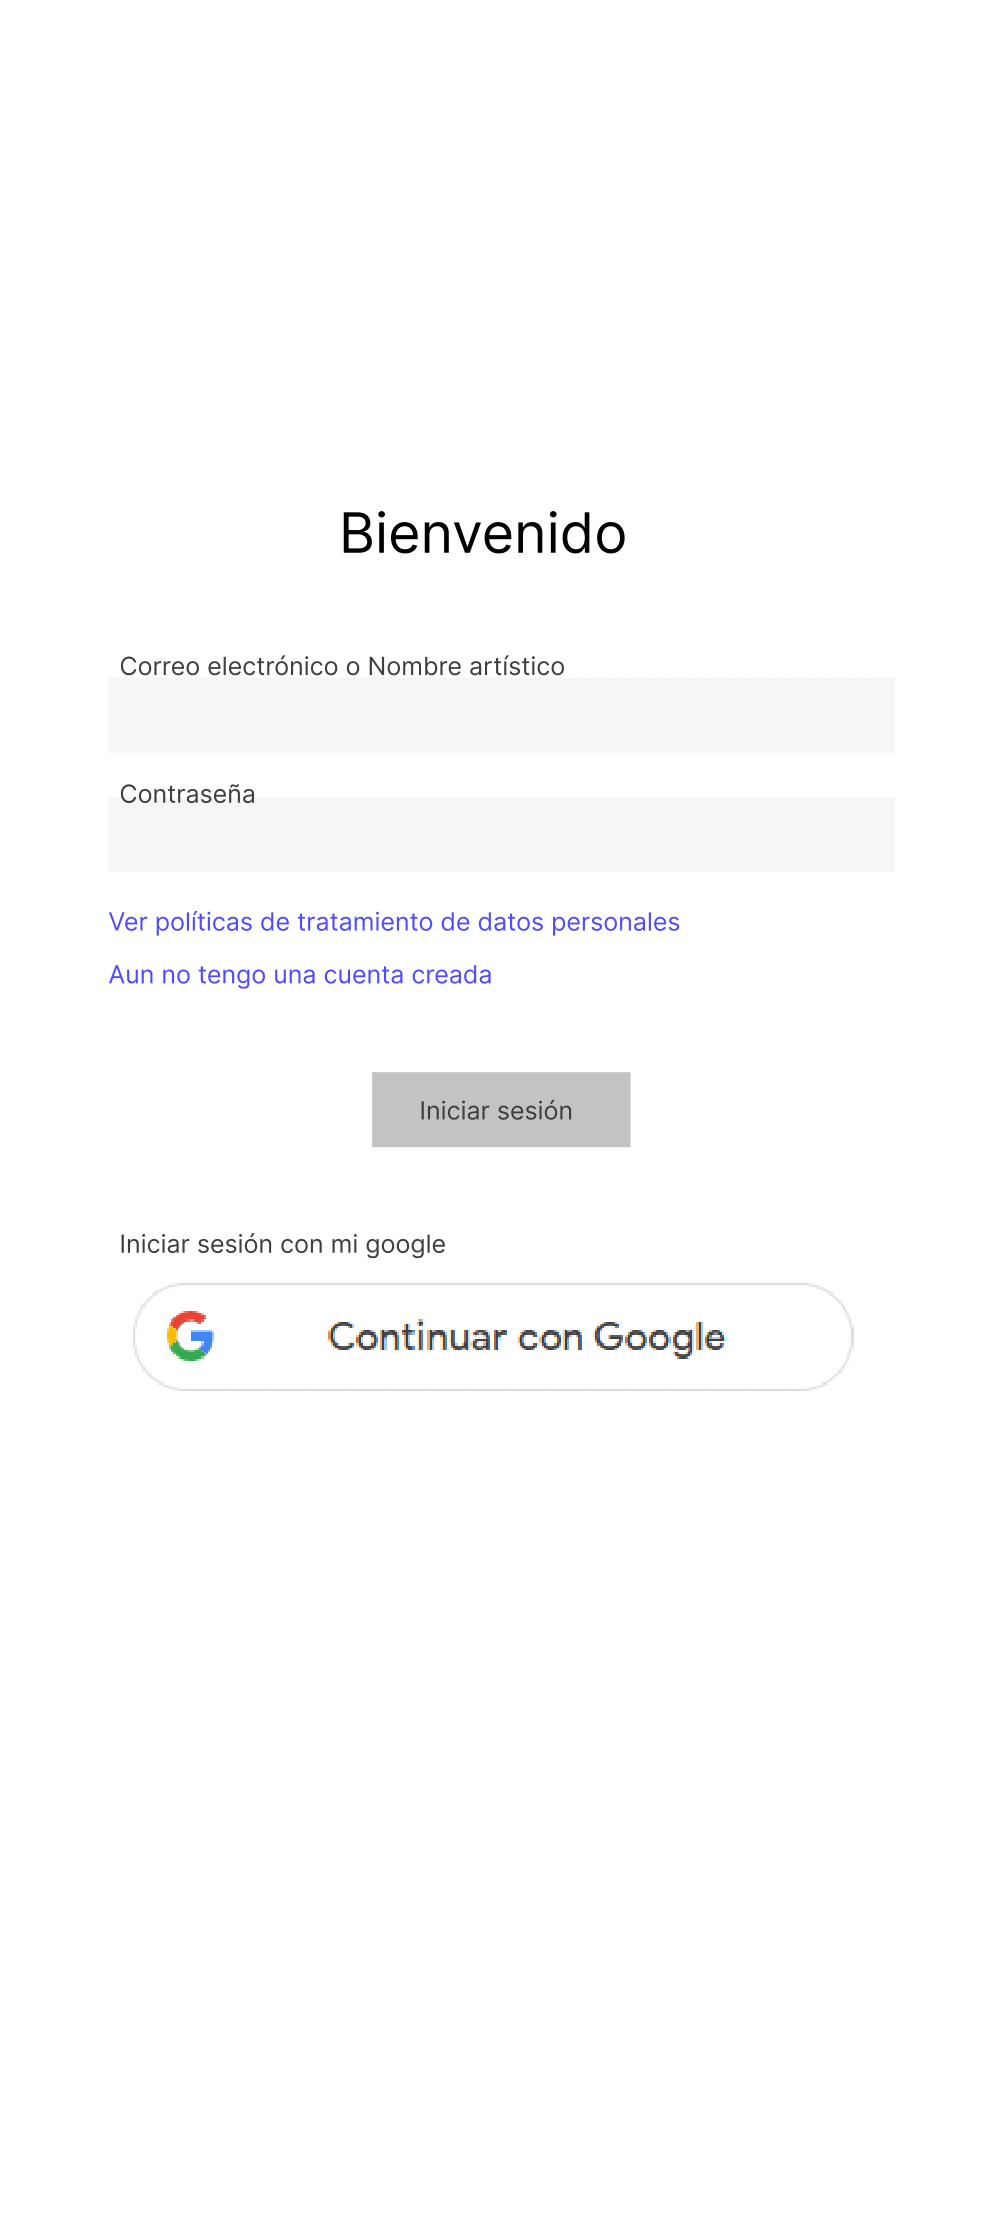 Bienvenido
Correo electrónico o Nombre artístico
Contraseña
Ver políticas de tratamiento de datos personales
Aun no tengo una cuenta creada
Iniciar sesión
Iniciar sesión con mi google
Continuar con Google